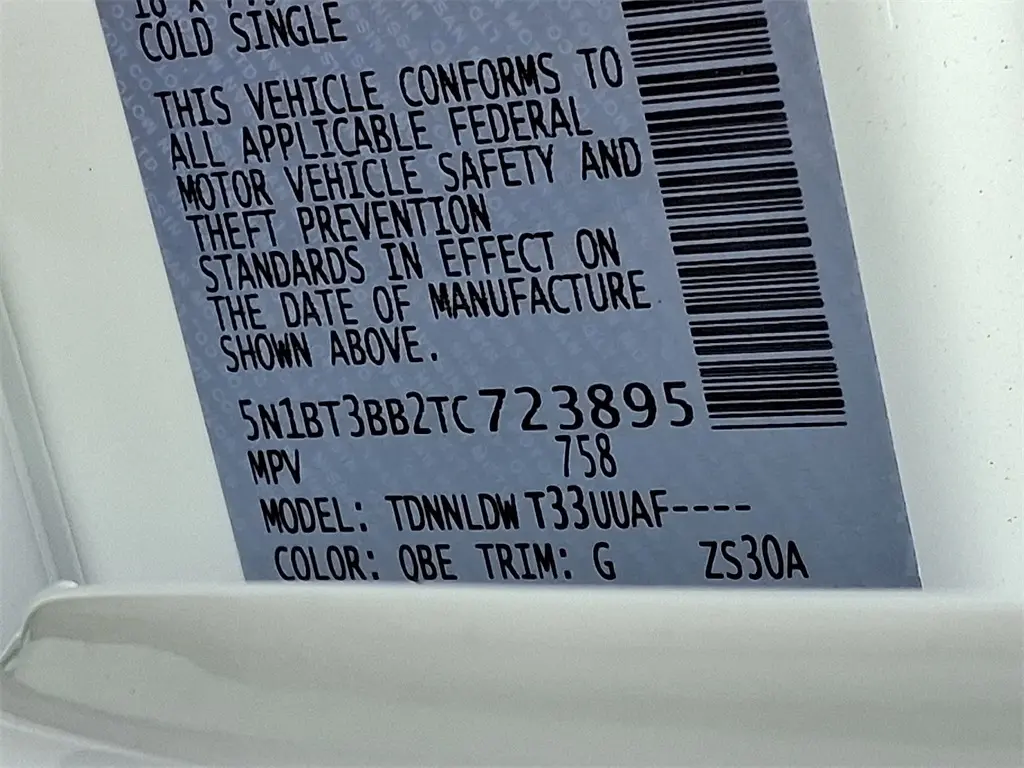 COLD SINGLE
THIS VEHICLE CONFORMS TO
ALL APPLICABLE FEDERAL
MOTOR VEHICLE SAFETY AND
THEFT PREVENTION
STANDARDS IN EFFECT ON
THE DATE OF MANUFACTURE
SHOWN ABOVE.
5N1BT3BB2TC723895
MPV 758
MODEL: TDNNLDW T33UUAF----
COLOR: QBE TRIM: G ZS30A